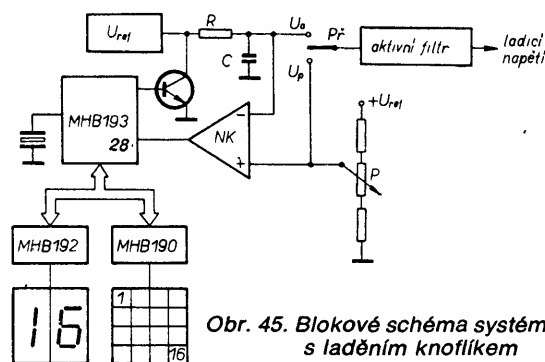 U_ref
R
C
U_a
U_p
Př
aktivní filtr
ladicí
napětí
+U_ref
MHB193
28
NK
−
+
P
MHB192
MHB190
16
1
16
Obr. 45. Blokové schéma systém
s laděním knoflíkem